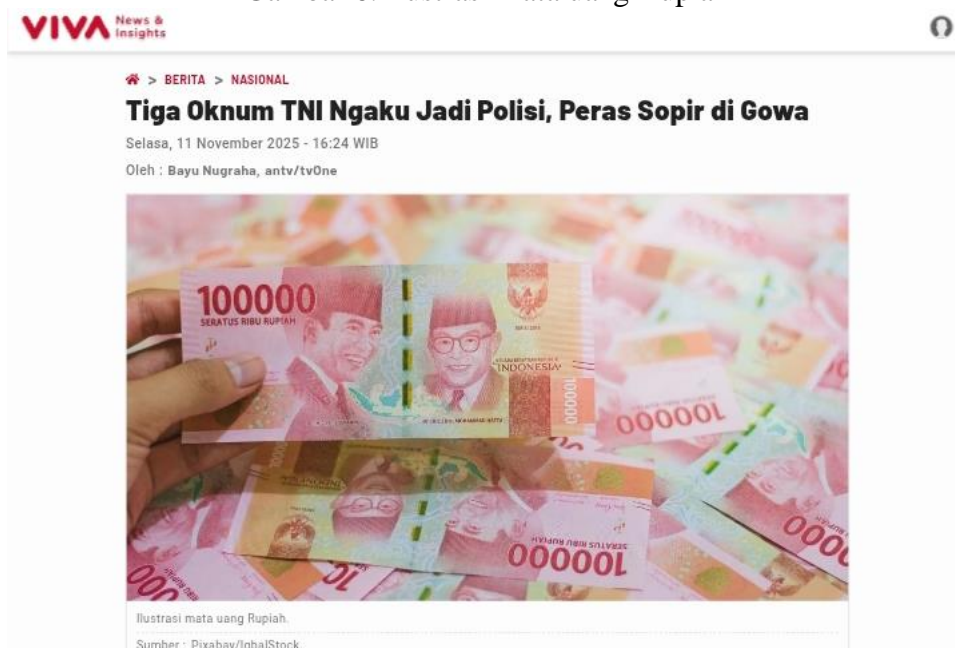 VIVA News & Insights
> BERITA > NASIONAL
Tiga Oknum TNI Ngaku Jadi Polisi, Peras Sopir di Gowa
Selasa, 11 November 2025 - 16:24 WIB
Oleh : Bayu Nugraha, antv/tvOne
100000
SERATUS RIBU RUPIAH
INDONESIA
100000
100000
SERATUS RIBU RUPIAH
100000
Ilustrasi mata uang Rupiah.
Sumber : Pixabay/IqbalStock.